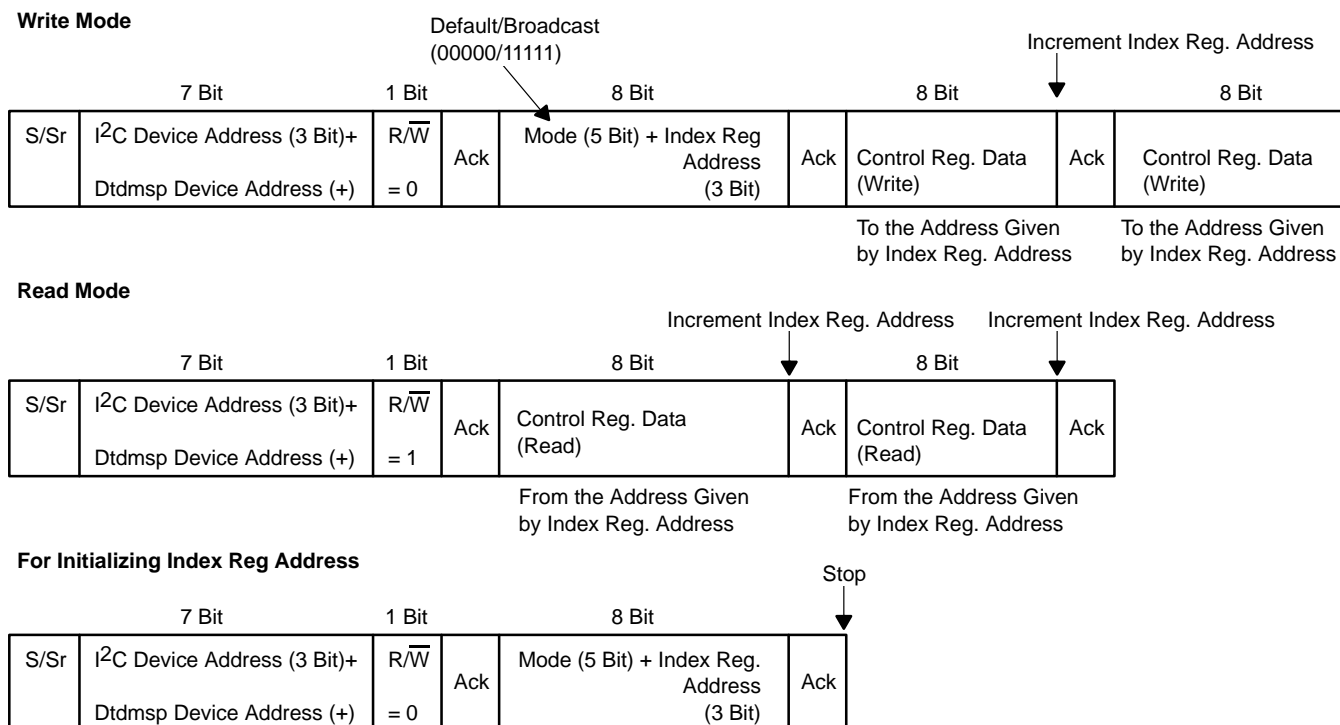 Write Mode
Default/Broadcast
(00000/11111)
Increment Index Reg. Address
7 Bit 1 Bit 8 Bit 8 Bit 8 Bit
S/Sr
I2C Device Address (3 Bit)+
Dtdmsp Device Address (+)
R/W̅
= 0
Ack
Mode (5 Bit) + Index Reg
Address
(3 Bit)
Ack
Control Reg. Data
(Write)
Ack
Control Reg. Data
(Write)
To the Address Given
by Index Reg. Address
To the Address Given
by Index Reg. Address
Read Mode
Increment Index Reg. Address
Increment Index Reg. Address
7 Bit 1 Bit 8 Bit 8 Bit
S/Sr
I2C Device Address (3 Bit)+
Dtdmsp Device Address (+)
R/W̅
= 1
Ack
Control Reg. Data
(Read)
Ack
Control Reg. Data
(Read)
Ack
From the Address Given
by Index Reg. Address
From the Address Given
by Index Reg. Address
For Initializing Index Reg Address
Stop
7 Bit 1 Bit 8 Bit
S/Sr
I2C Device Address (3 Bit)+
Dtdmsp Device Address (+)
R/W̅
= 0
Ack
Mode (5 Bit) + Index Reg.
Address
(3 Bit)
Ack